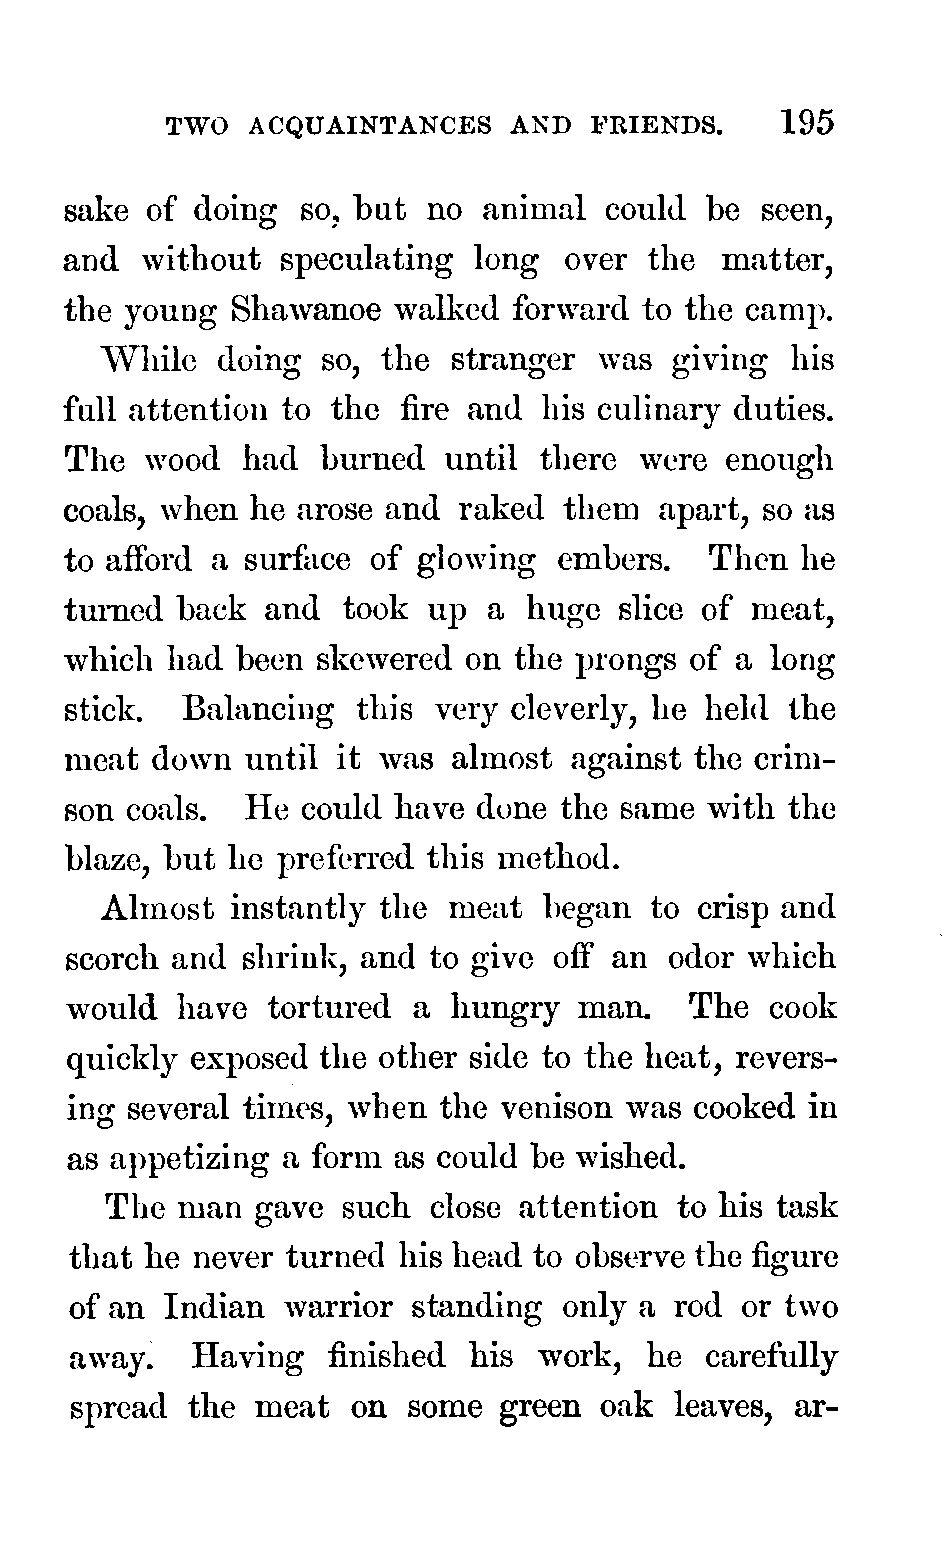 TWO ACQUAINTANCES AND FRIENDS. 195
sake of doing so, but no animal could be seen,
and without speculating long over the matter,
the young Shawanoe walked forward to the camp.
While doing so, the stranger was giving his
full attention to the fire and his culinary duties.
The wood had burned until there were enough
coals, when he arose and raked them apart, so as
to afford a surface of glowing embers. Then he
turned back and took up a huge slice of meat,
which had been skewered on the prongs of a long
stick. Balancing this very cleverly, he held the
meat down until it was almost against the crim-
son coals. He could have done the same with the
blaze, but he preferred this method.
Almost instantly the meat began to crisp and
scorch and shrink, and to give off an odor which
would have tortured a hungry man. The cook
quickly exposed the other side to the heat, revers-
ing several times, when the venison was cooked in
as appetizing a form as could be wished.
The man gave such close attention to his task
that he never turned his head to observe the figure
of an Indian warrior standing only a rod or two
away. Having finished his work, he carefully
spread the meat on some green oak leaves, ar-